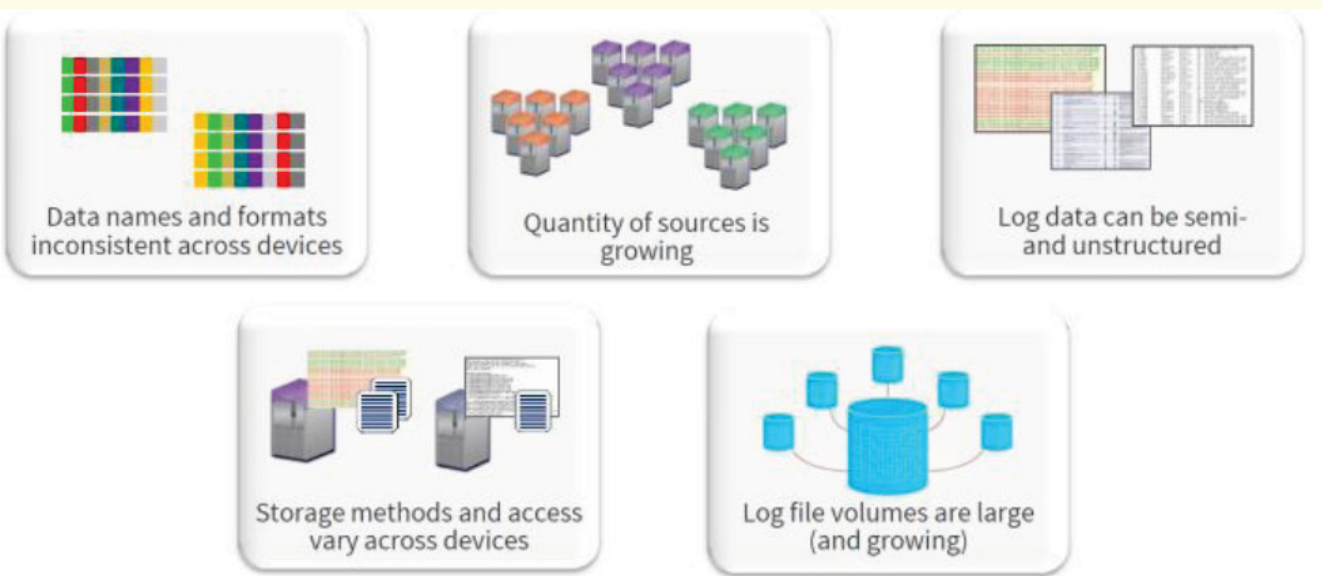 Data names and formats
inconsistent across devices
Quantity of sources is
growing
Log data can be semi-
and unstructured
Storage methods and access
vary across devices
Log file volumes are large
(and growing)